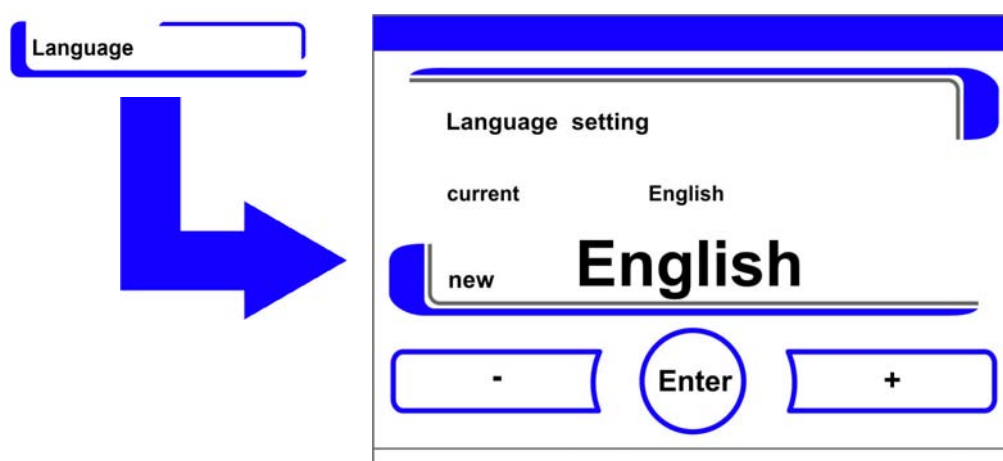 Language
Language setting
current English
new English
- Enter +